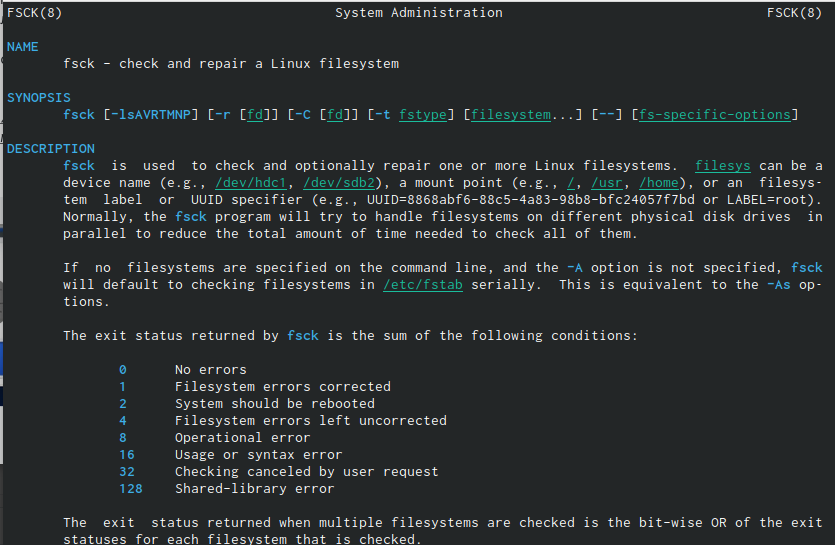 FSCK(8) System Administration FSCK(8)
NAME
fsck - check and repair a Linux filesystem
SYNOPSIS
fsck [-lsAVRTMNP] [-r [fd]] [-C [fd]] [-t fstype] [filesystem...] [--] [fs-specific-options]
DESCRIPTION
fsck is used to check and optionally repair one or more Linux filesystems. filesys can be a
device name (e.g., /dev/hdc1, /dev/sdb2), a mount point (e.g., /, /usr, /home), or an filesys-
tem label or UUID specifier (e.g., UUID=8868abf6-88c5-4a83-98b8-bfc24057f7bd or LABEL=root).
Normally, the fsck program will try to handle filesystems on different physical disk drives in
parallel to reduce the total amount of time needed to check all of them.
If no filesystems are specified on the command line, and the -A option is not specified, fsck
will default to checking filesystems in /etc/fstab serially. This is equivalent to the -As op-
tions.
The exit status returned by fsck is the sum of the following conditions:
0 No errors
1 Filesystem errors corrected
2 System should be rebooted
4 Filesystem errors left uncorrected
8 Operational error
16 Usage or syntax error
32 Checking canceled by user request
128 Shared-library error
The exit status returned when multiple filesystems are checked is the bit-wise OR of the exit
statuses for each filesystem that is checked.